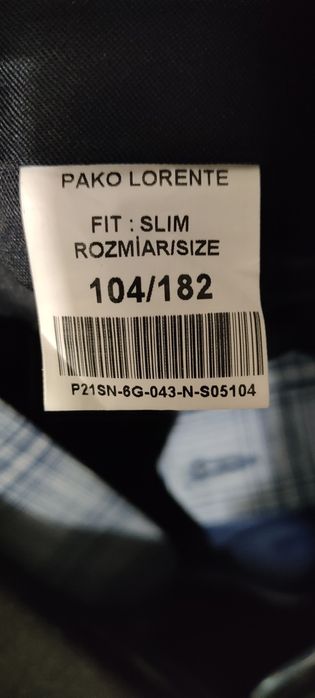 PAKO LORENTE
FIT : SLIM
ROZMİAR/SIZE
104/182
P21SN-6G-043-N-S05104